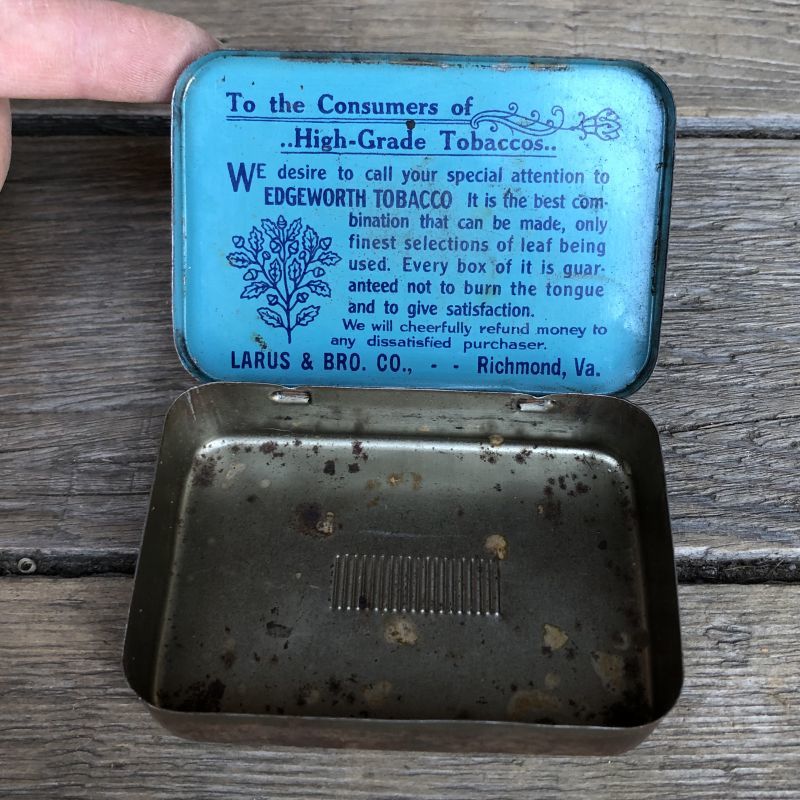 To the Consumers of
..High-Grade Tobaccos..
WE desire to call your special attention to
EDGEWORTH TOBACCO It is the best com-
bination that can be made, only
finest selections of leaf being
used. Every box of it is guar-
anteed not to burn the tongue
and to give satisfaction.
We will cheerfully refund money to
any dissatisfied purchaser.
LARUS & BRO. CO., - - Richmond, Va.